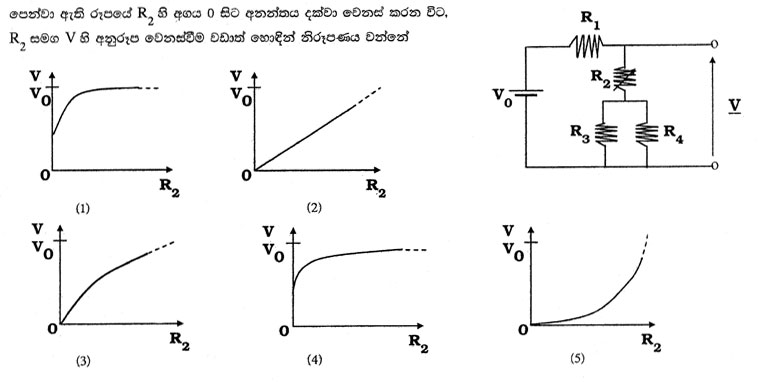 පෙන්වා ඇති රූපයේ R2 හි අගය 0 සිට අනන්තය දක්වා වෙනස් කරන විට,
R2 සමග V හි අනුරූප වෙනස්වීම වඩාත් හොඳින් නිරූපණය වන්නේ
R1
R2
V0
R3
R4
V
V
V0
0
R2
(1)
V
V0
0
R2
(2)
V
V0
0
R2
(3)
V
V0
0
R2
(4)
V
V0
0
R2
(5)